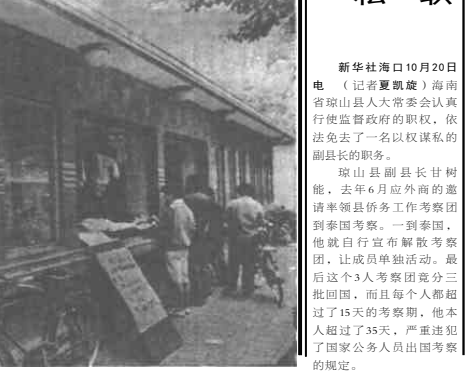 新华社海口10月20日
电 （记者夏凯旋）海南
省琼山县人大常委会认真
行使监督政府的职权，依
法免去了一名以权谋私的
副县长的职务。
琼山县副县长甘树
能，去年6月应外商的邀
请率领县侨务工作考察团
到泰国考察。一到泰国，
他就自行宣布解散考察
团，让成员单独活动。最
后这个3人考察团竟分三
批回国，而且每个人都超
过了15天的考察期，他本
人超过了35天，严重违犯
了国家公务人员出国考察
的规定。